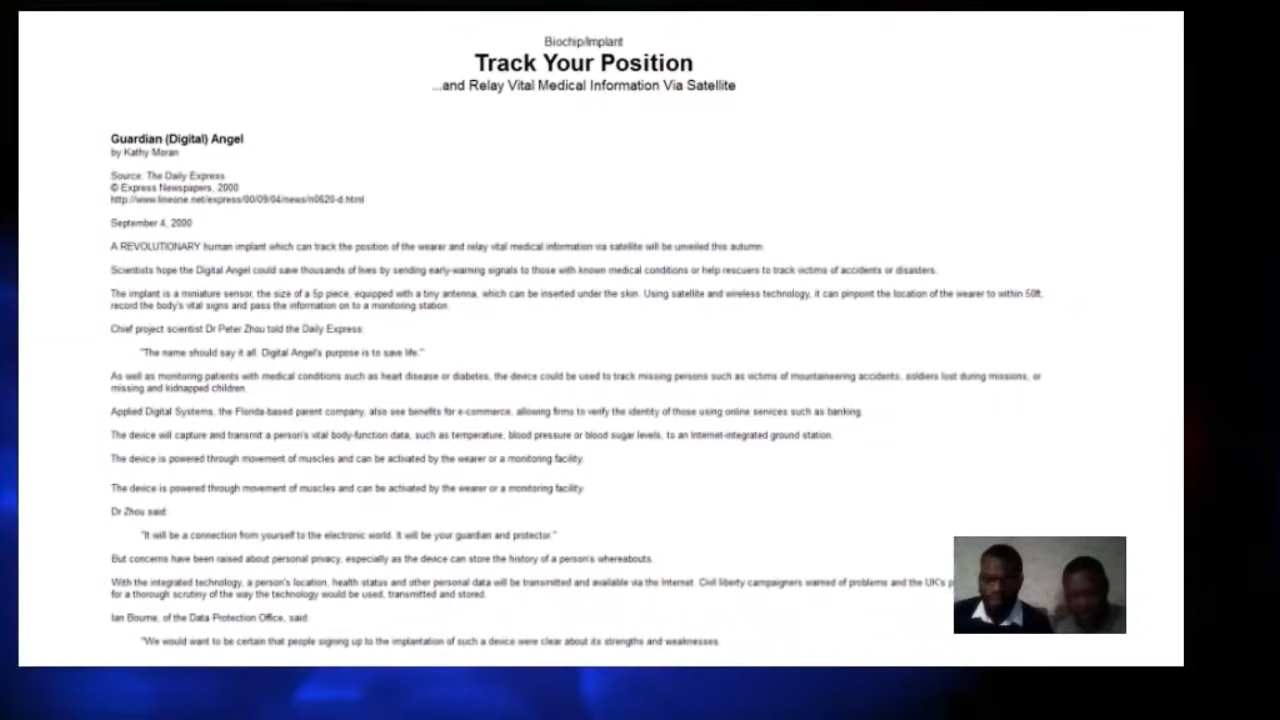 Biochip/Implant
Track Your Position
...and Relay Vital Medical Information Via Satellite
Guardian (Digital) Angel
by Kathy Moran
Source: The Daily Express
© Express Newspapers, 2000
http://www.lineone.net/express/00/09/04/news/n0620-d.html
September 4, 2000
A REVOLUTIONARY human implant which can track the position of the wearer and relay vital medical information via satellite will be unveiled this autumn.
Scientists hope the Digital Angel could save thousands of lives by sending early-warning signals to those with known medical conditions or help rescuers to track victims of accidents or disasters.
The implant is a miniature sensor, the size of a 5p piece, equipped with a tiny antenna, which can be inserted under the skin. Using satellite and wireless technology, it can pinpoint the location of the wearer to within 50ft,
record the body's vital signs and pass the information on to a monitoring station.
Chief project scientist Dr Peter Zhou told the Daily Express:
"The name should say it all. Digital Angel's purpose is to save life."
As well as monitoring patients with medical conditions such as heart disease or diabetes, the device could be used to track missing persons such as victims of mountaineering accidents, soldiers lost during missions, or
missing and kidnapped children.
Applied Digital Systems, the Florida-based parent company, also see benefits for e-commerce, allowing firms to verify the identity of those using online services such as banking.
The device will capture and transmit a person's vital body-function data, such as temperature, blood pressure or blood sugar levels, to an Internet-integrated ground station.
The device is powered through movement of muscles and can be activated by the wearer or a monitoring facility.
The device is powered through movement of muscles and can be activated by the wearer or a monitoring facility.
Dr Zhou said:
"It will be a connection from yourself to the electronic world. It will be your guardian and protector."
But concerns have been raised about personal privacy, especially as the device can store the history of a person's whereabouts.
With the integrated technology, a person's location, health status and other personal data will be transmitted and available via the Internet. Civil liberty campaigners warned of problems and the UK's
for a thorough scrutiny of the way the technology would be used, transmitted and stored.
Ian Bourne, of the Data Protection Office, said:
"We would want to be certain that people signing up to the implantation of such a device were clear about its strengths and weaknesses.